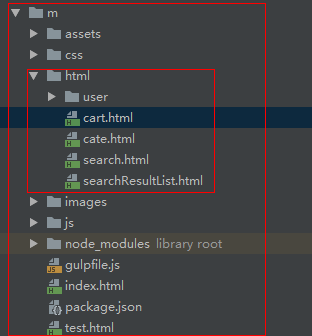 m
assets
css
html
user
cart.html
cate.html
search.html
searchResultList.html
images
js
node_modules library root
gulpfile.js
index.html
package.json
test.html